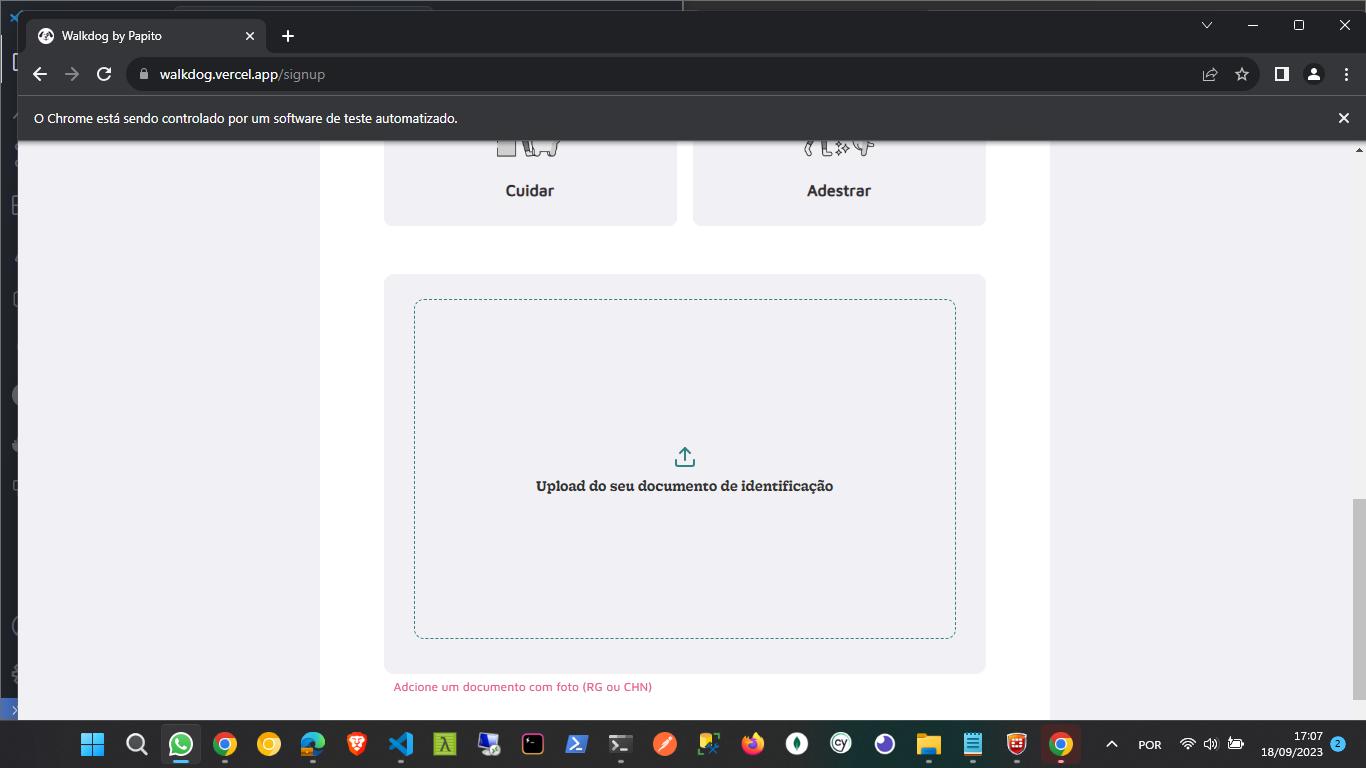 Walkdog by Papito
walkdog.vercel.app/signup
O Chrome está sendo controlado por um software de teste automatizado.
Cuidar
Adestrar
Upload do seu documento de identificação
Adcione um documento com foto (RG ou CHN)
POR
17:07
18/09/2023
2